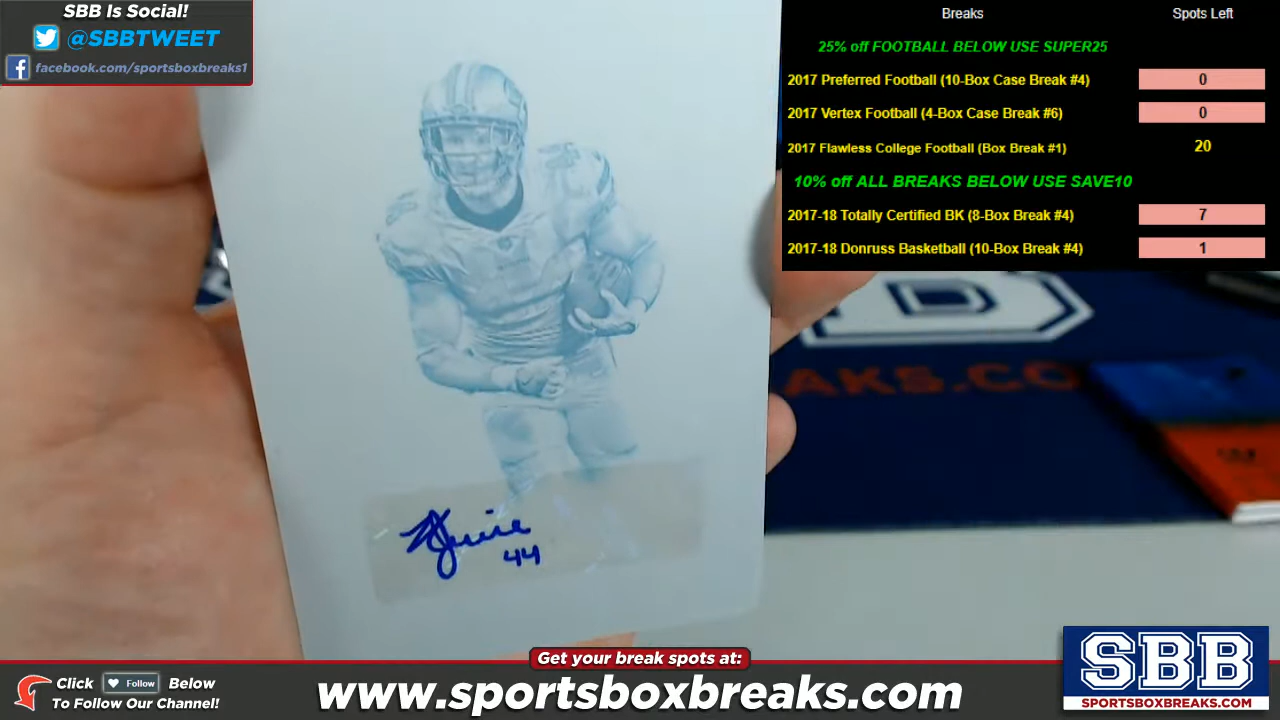 SBB Is Social!
@SBBTWEET
facebook.com/sportsboxbreaks1
Breaks Spots Left
25% off FOOTBALL BELOW USE SUPER25
2017 Preferred Football (10-Box Case Break #4) 0
2017 Vertex Football (4-Box Case Break #6) 0
2017 Flawless College Football (Box Break #1) 20
10% off ALL BREAKS BELOW USE SAVE10
2017-18 Totally Certified BK (8-Box Break #4) 7
2017-18 Donruss Basketball (10-Box Break #4) 1
44
Get your break spots at:
Click Follow Below
To Follow Our Channel!
www.sportsboxbreaks.com
SBB
SPORTSBOXBREAKS.COM